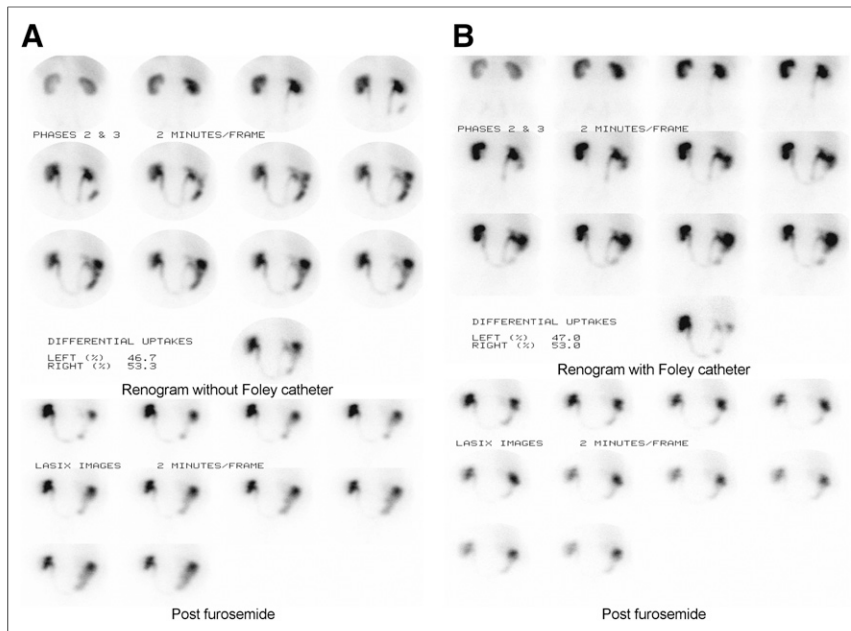 A
PHASES 2 & 3 2 MINUTES/FRAME
DIFFERENTIAL UPTAKES
LEFT (%) 46.7
RIGHT (%) 53.3
Renogram without Foley catheter
LASIX IMAGES 2 MINUTES/FRAME
Post furosemide
B
PHASES 2 & 3 2 MINUTES/FRAME
DIFFERENTIAL UPTAKES
LEFT (%) 47.0
RIGHT (%) 53.0
Renogram with Foley catheter
LASIX IMAGES 2 MINUTES/FRAME
Post furosemide